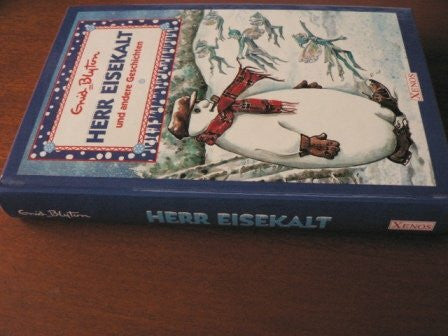 Enid Blyton
HERR EISEKALT
und andere Geschichten
XENOS
Enid Blyton
HERR EISEKALT
XENOS